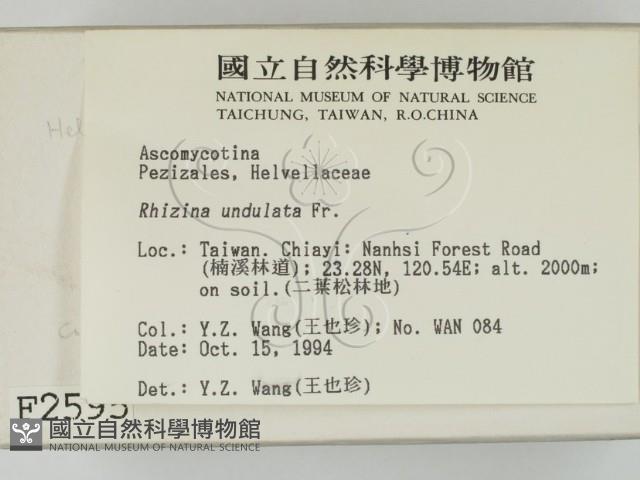 國立自然科學博物館
NATIONAL MUSEUM OF NATURAL SCIENCE
TAICHUNG, TAIWAN, R.O.CHINA
Ascomycotina
Pezizales, Helvellaceae
Rhizina undulata Fr.
Loc.: Taiwan. Chiayi: Nanhsi Forest Road
(楠溪林道); 23.28N, 120.54E; alt. 2000m;
on soil.(二葉松林地)
Col.: Y.Z. Wang(王也珍); No. WAN 084
Date: Oct. 15, 1994
Det.: Y.Z. Wang(王也珍)
F2595
國立自然科學博物館
NATIONAL MUSEUM OF NATURAL SCIENCE